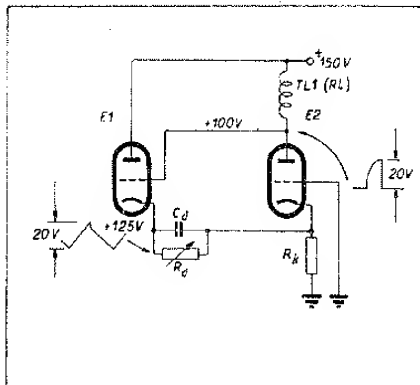 +
150V
TL1 (RL)
E1
E2
+100V
20V
20V
+125V
Cd
Rd
Rk